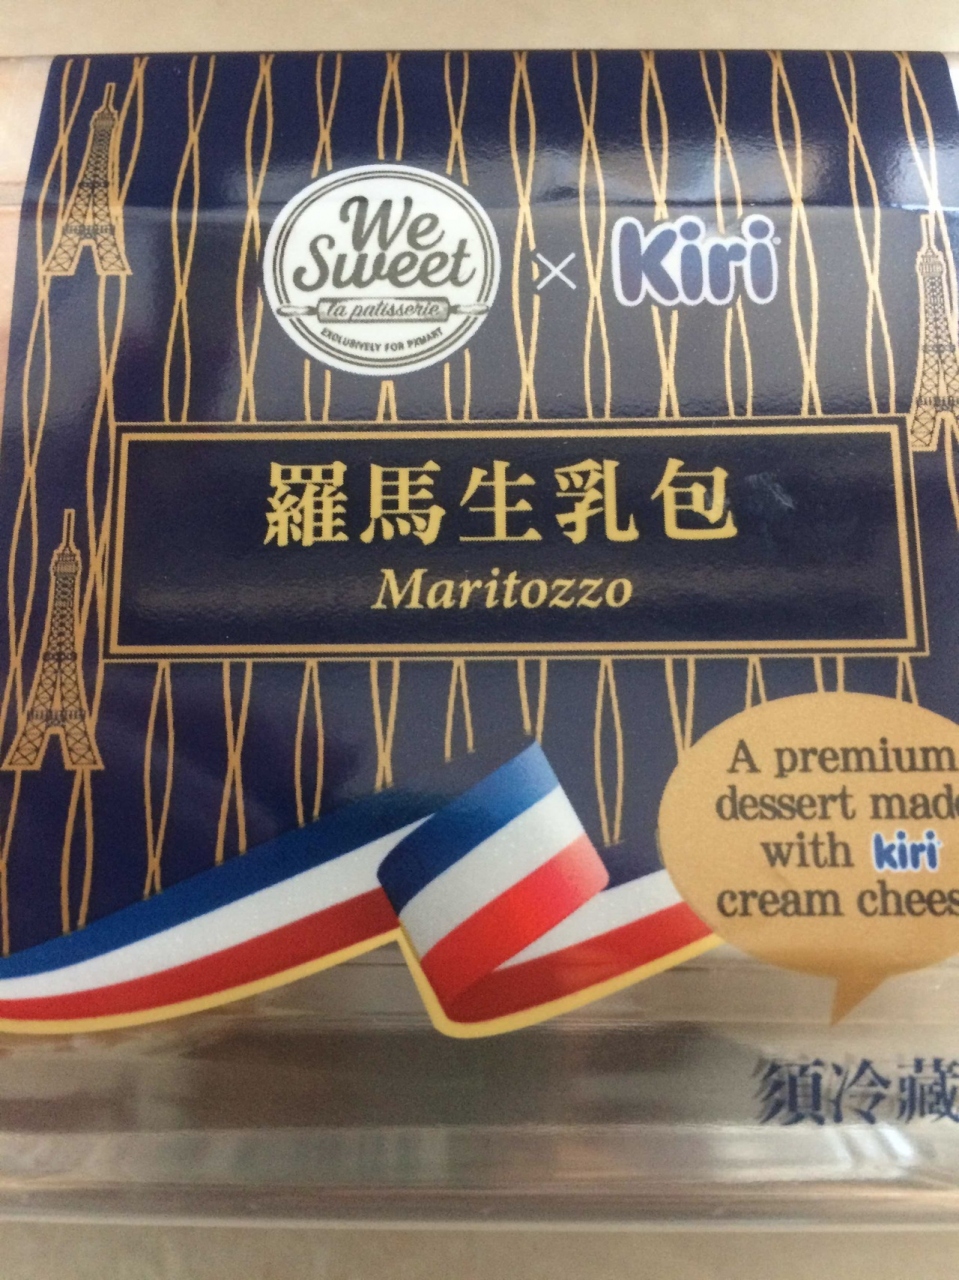 We
Sweet
la patisserie
EXCLUSIVELY FOR PXMART
×
Kiri
羅馬生乳包
Maritozzo
A premium
dessert made
with kiri
cream chees
須冷藏